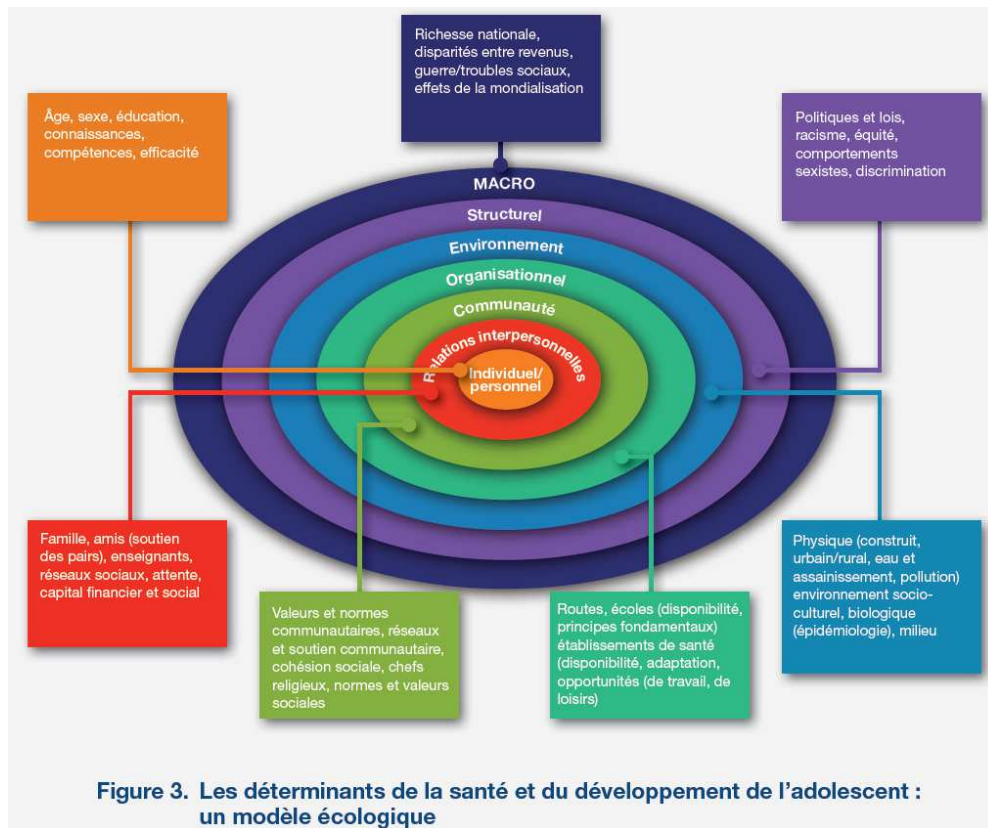 Richesse nationale,
disparités entre revenus,
guerre/troubles sociaux,
effets de la mondialisation
Âge, sexe, éducation,
connaissances,
compétences, efficacité
Politiques et lois,
racisme, équité,
comportements
sexistes, discrimination
MACRO
Structurel
Environnement
Organisationnel
Communauté
Relations interpersonnelles
Individuel/
personnel
Famille, amis (soutien
des pairs), enseignants,
réseaux sociaux, attente,
capital financier et social
Valeurs et normes
communautaires, réseaux
et soutien communautaire,
cohésion sociale, chefs
religieux, normes et valeurs
sociales
Routes, écoles (disponibilité,
principes fondamentaux)
établissements de santé
(disponibilité, adaptation,
opportunités (de travail, de
loisirs)
Physique (construit,
urbain/rural, eau et
assainissement, pollution)
environnement socio-
culturel, biologique
(épidémiologie), milieu
Figure 3. Les déterminants de la santé et du développement de l'adolescent :
un modèle écologique